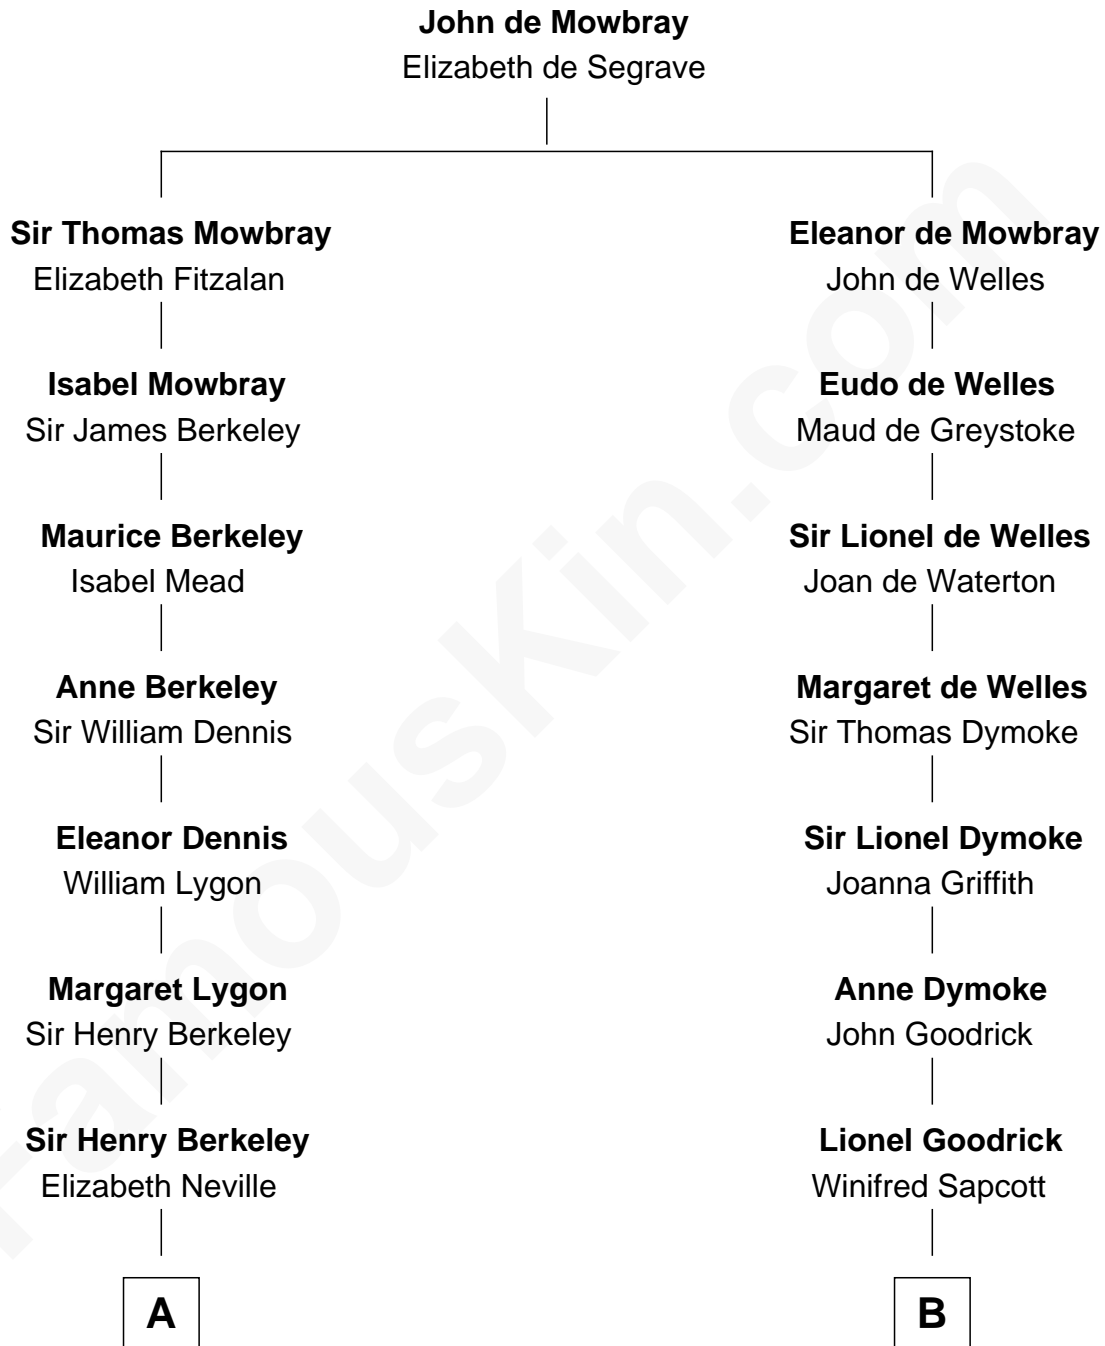 John de Mowbray
Elizabeth de Segrave
Sir Thomas Mowbray
Elizabeth Fitzalan
Eleanor de Mowbray
John de Welles
Isabel Mowbray
Sir James Berkeley
Eudo de Welles
Maud de Greystoke
Maurice Berkeley
Isabel Mead
Sir Lionel de Welles
Joan de Waterton
Anne Berkeley
Sir William Dennis
Margaret de Welles
Sir Thomas Dymoke
Eleanor Dennis
William Lygon
Sir Lionel Dymoke
Joanna Griffith
Margaret Lygon
Sir Henry Berkeley
Anne Dymoke
John Goodrick
Sir Henry Berkeley
Elizabeth Neville
Lionel Goodrick
Winifred Sapcott
A
B
FamousKin.com